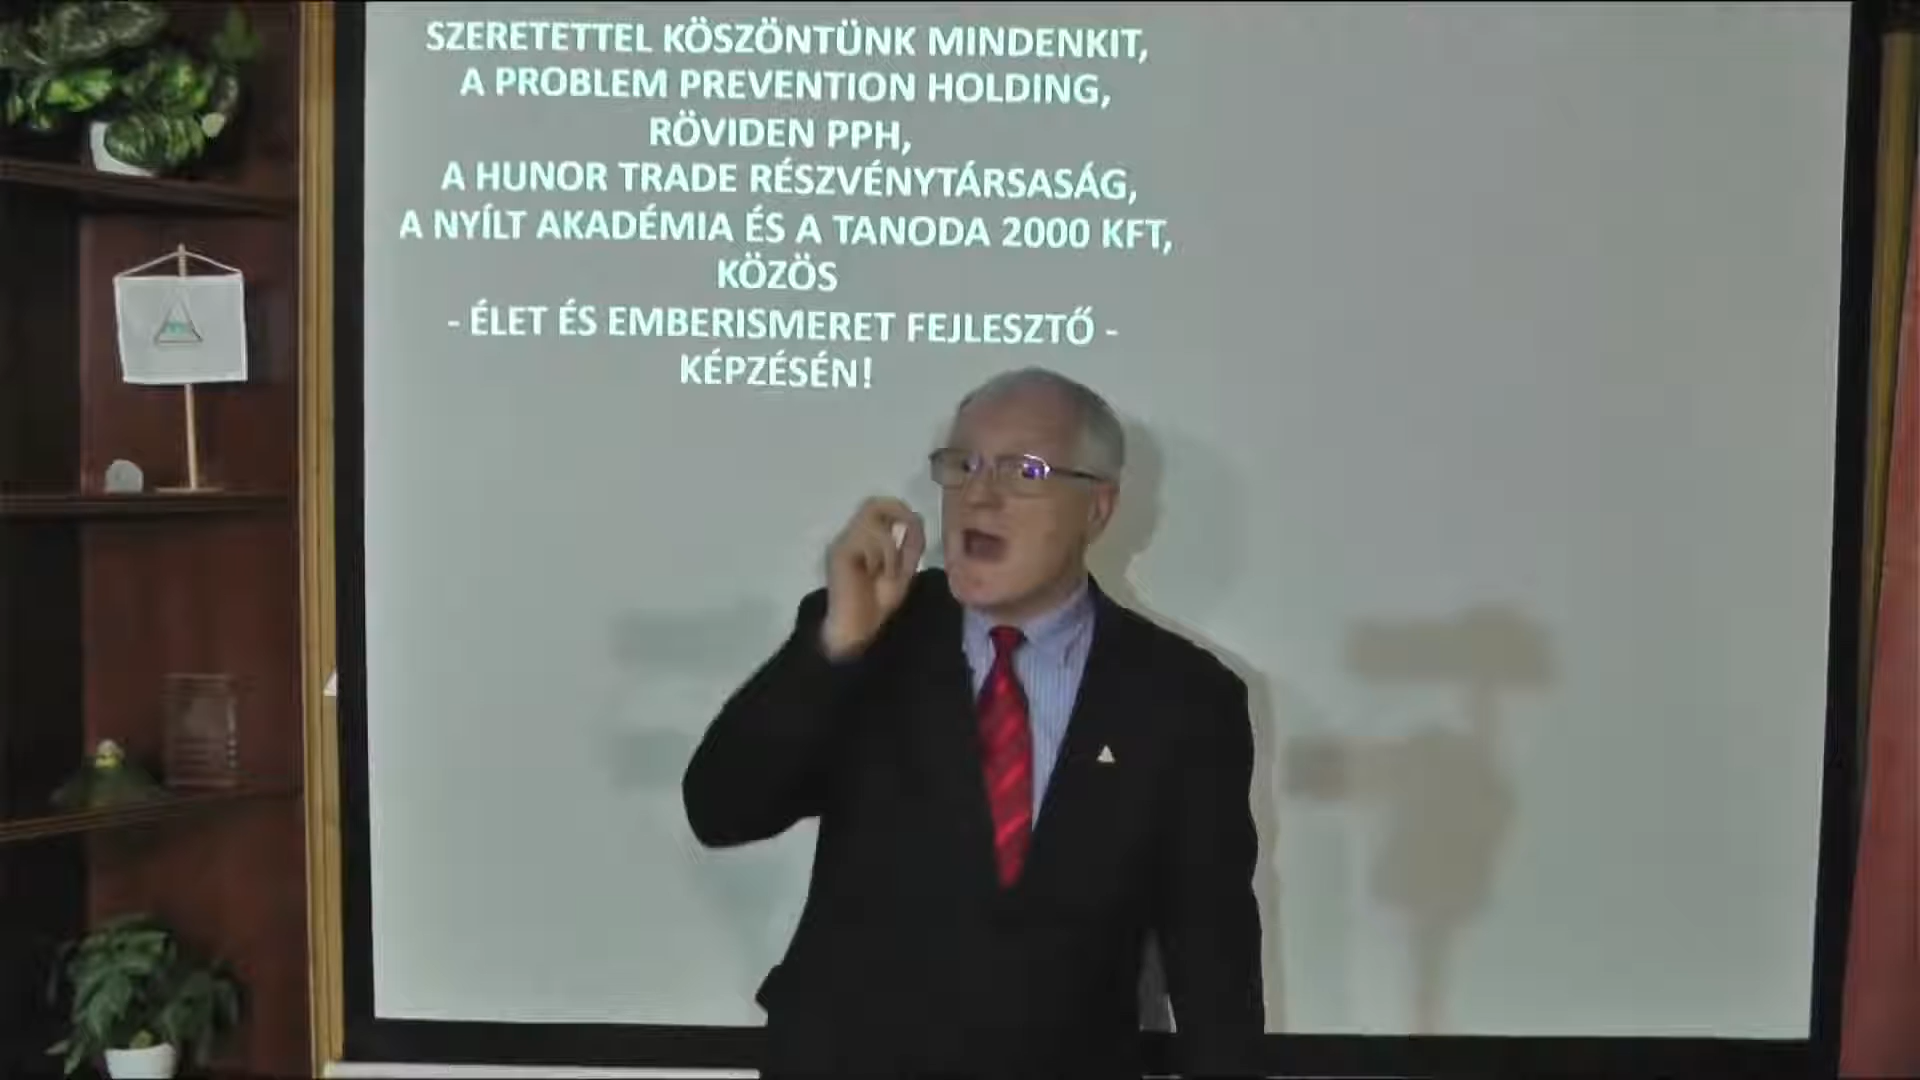 SZERETETTEL KÖSZÖNTÜNK MINDENKIT,
A PROBLEM PREVENTION HOLDING,
RÖVIDEN PPH,
A HUNOR TRADE RÉSZVÉNYTÁRSASÁG,
A NYÍLT AKADÉMIA ÉS A TANODA 2000 KFT,
KÖZÖS
- ÉLET ÉS EMBERISMERET FEJLESZTŐ -
KÉPZÉSÉN!